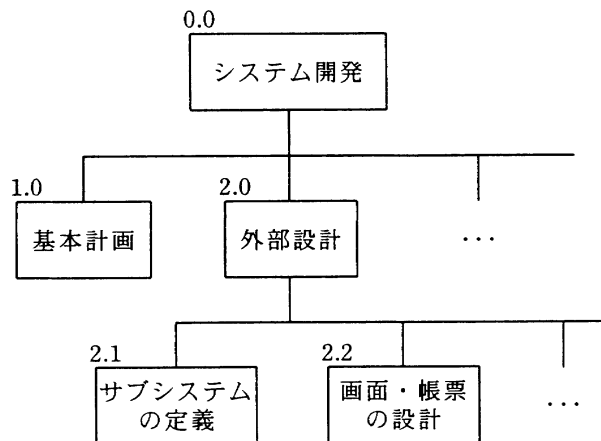 0.0
システム開発
1.0
基本計画
2.0
外部設計
...
2.1
サブシステム
の定義
2.2
画面・帳票
の設計
...